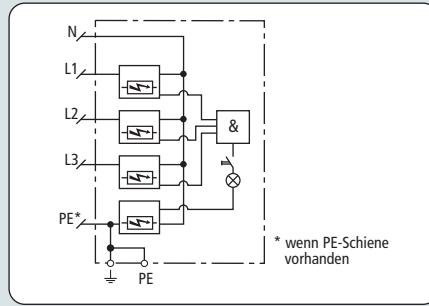 N
L1
L2
&
L3
PE*
* wenn PE-Schiene
vorhanden
PE